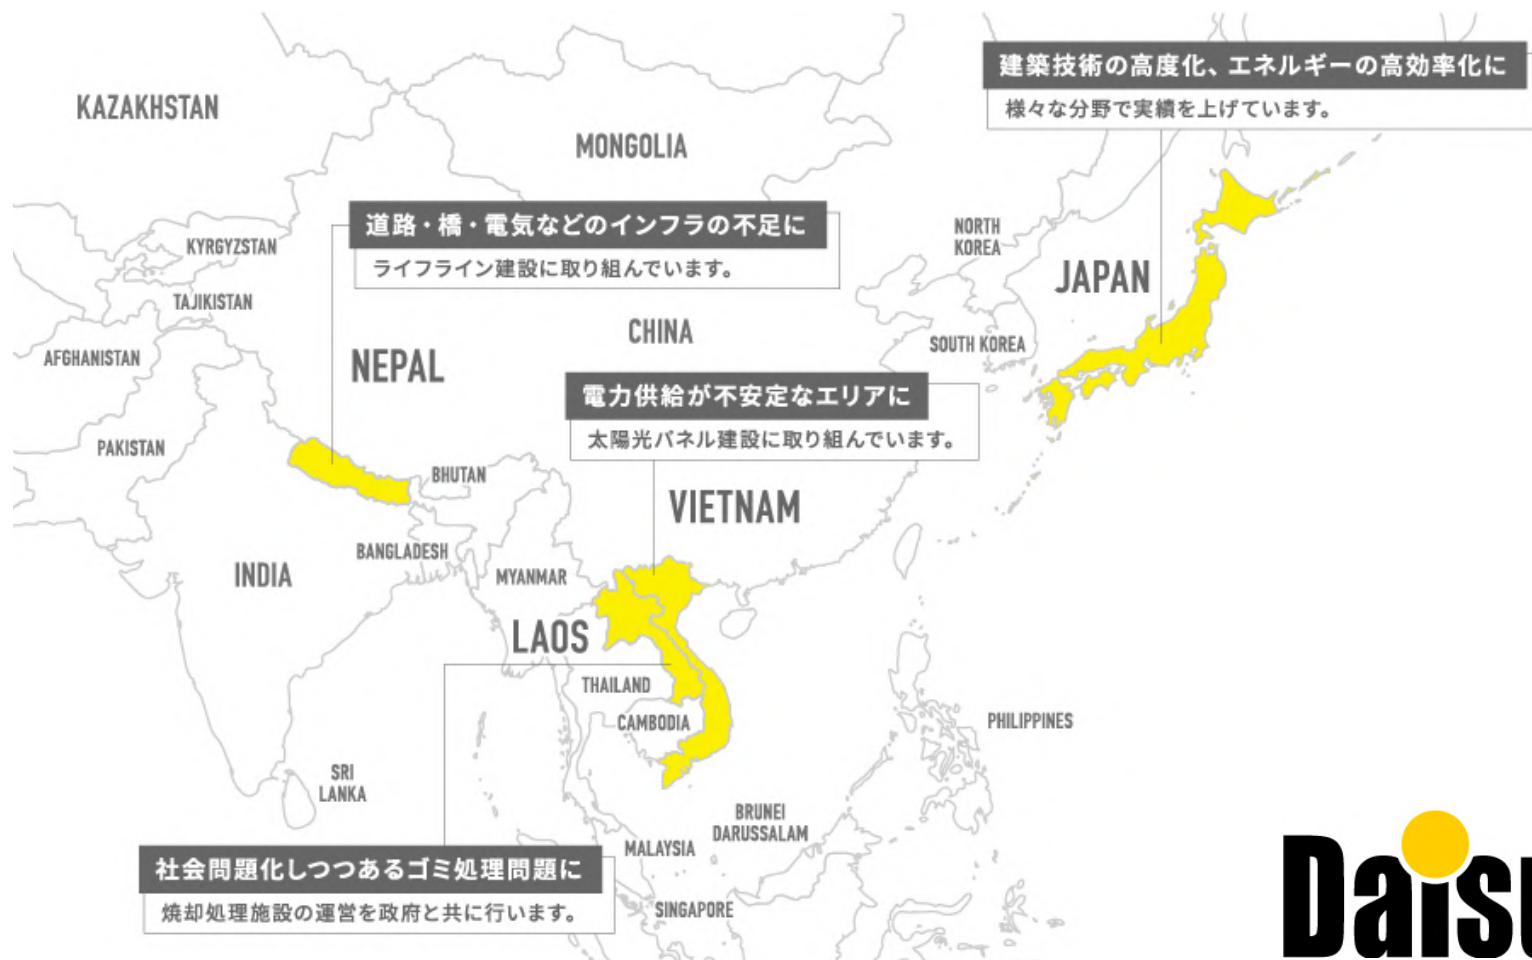 建築技術の高度化、エネルギーの高効率化に
様々な分野で実績を上げています。
KAZAKHSTAN
MONGOLIA
道路・橋・電気などのインフラの不足に
ライフライン建設に取り組んでいます。
NORTH
KOREA
KYRGYZSTAN
JAPAN
TAJIKISTAN
CHINA
SOUTH KOREA
AFGHANISTAN
NEPAL
電力供給が不安定なエリアに
太陽光パネル建設に取り組んでいます。
PAKISTAN
BHUTAN
VIETNAM
BANGLADESH
INDIA
MYANMAR
LAOS
THAILAND
CAMBODIA
PHILIPPINES
SRI
LANKA
BRUNEI
DARUSSALAM
MALAYSIA
社会問題化しつつあるゴミ処理問題に
焼却処理施設の運営を政府と共に行います。
SINGAPORE
Dais